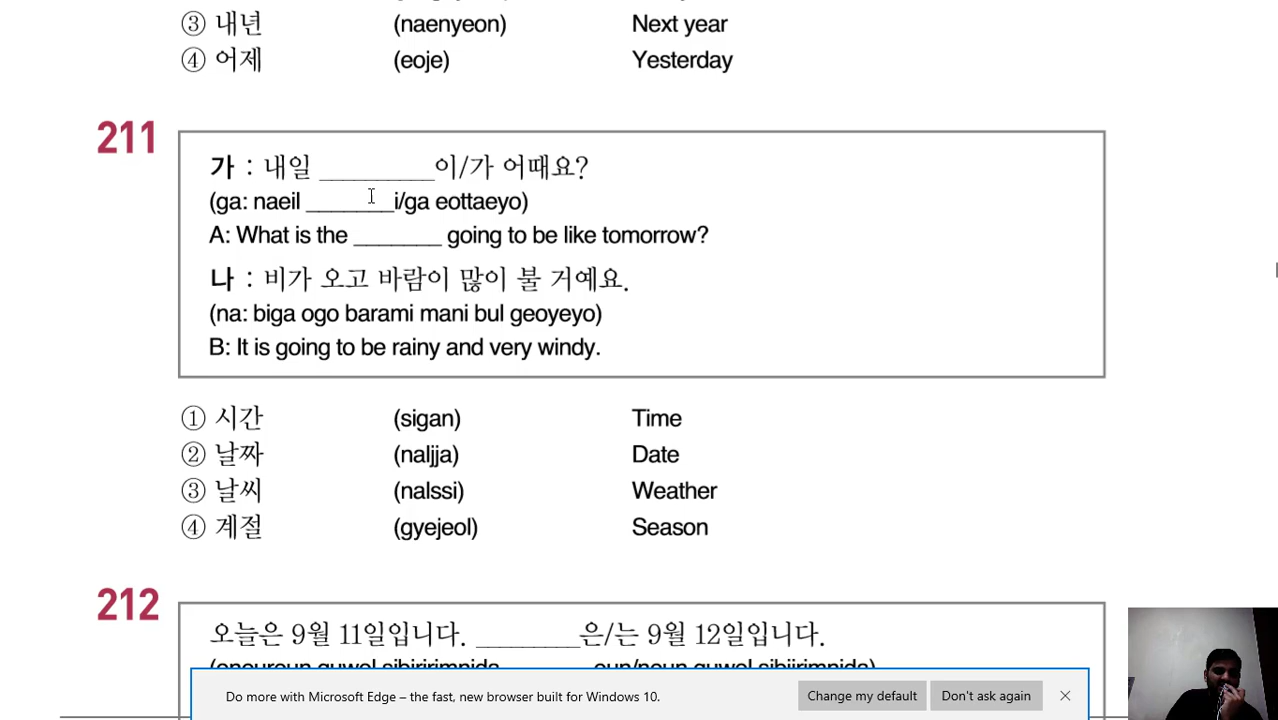 ③ 내년 (naenyeon) Next year
④ 어제 (eoje) Yesterday
211
가 : 내일 __________이/가 어때요?
(ga: naeil _______i/ga eottaeyo)
A: What is the _______ going to be like tomorrow?
나 : 비가 오고 바람이 많이 불 거예요.
(na: biga ogo barami mani bul geoyeyo)
B: It is going to be rainy and very windy.
① 시간 (sigan) Time
② 날짜 (naljja) Date
③ 날씨 (nalssi) Weather
④ 계절 (gyejeol) Season
212
오늘은 9월 11일입니다. _________은/는 9월 12일입니다.
Do more with Microsoft Edge – the fast, new browser built for Windows 10. Change my default Don't ask again